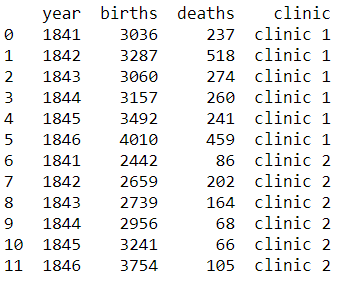 year births deaths clinic
0 1841 3036 237 clinic 1
1 1842 3287 518 clinic 1
2 1843 3060 274 clinic 1
3 1844 3157 260 clinic 1
4 1845 3492 241 clinic 1
5 1846 4010 459 clinic 1
6 1841 2442 86 clinic 2
7 1842 2659 202 clinic 2
8 1843 2739 164 clinic 2
9 1844 2956 68 clinic 2
10 1845 3241 66 clinic 2
11 1846 3754 105 clinic 2